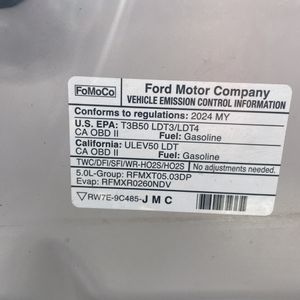 FoMoCo
Ford Motor Company
VEHICLE EMISSION CONTROL INFORMATION
Conforms to regulations: 2024 MY
U.S. EPA: T3B50 LDT3/LDT4
CA OBD II Fuel: Gasoline
California: ULEV50 LDT
CA OBD II Fuel: Gasoline
TWC/DFI/SFI/WR-HO2S/HO2S No adjustments needed.
5.0L-Group: RFMXT05.03DP
Evap: RFMXR0260NDV
RW7E-9C485-JMC